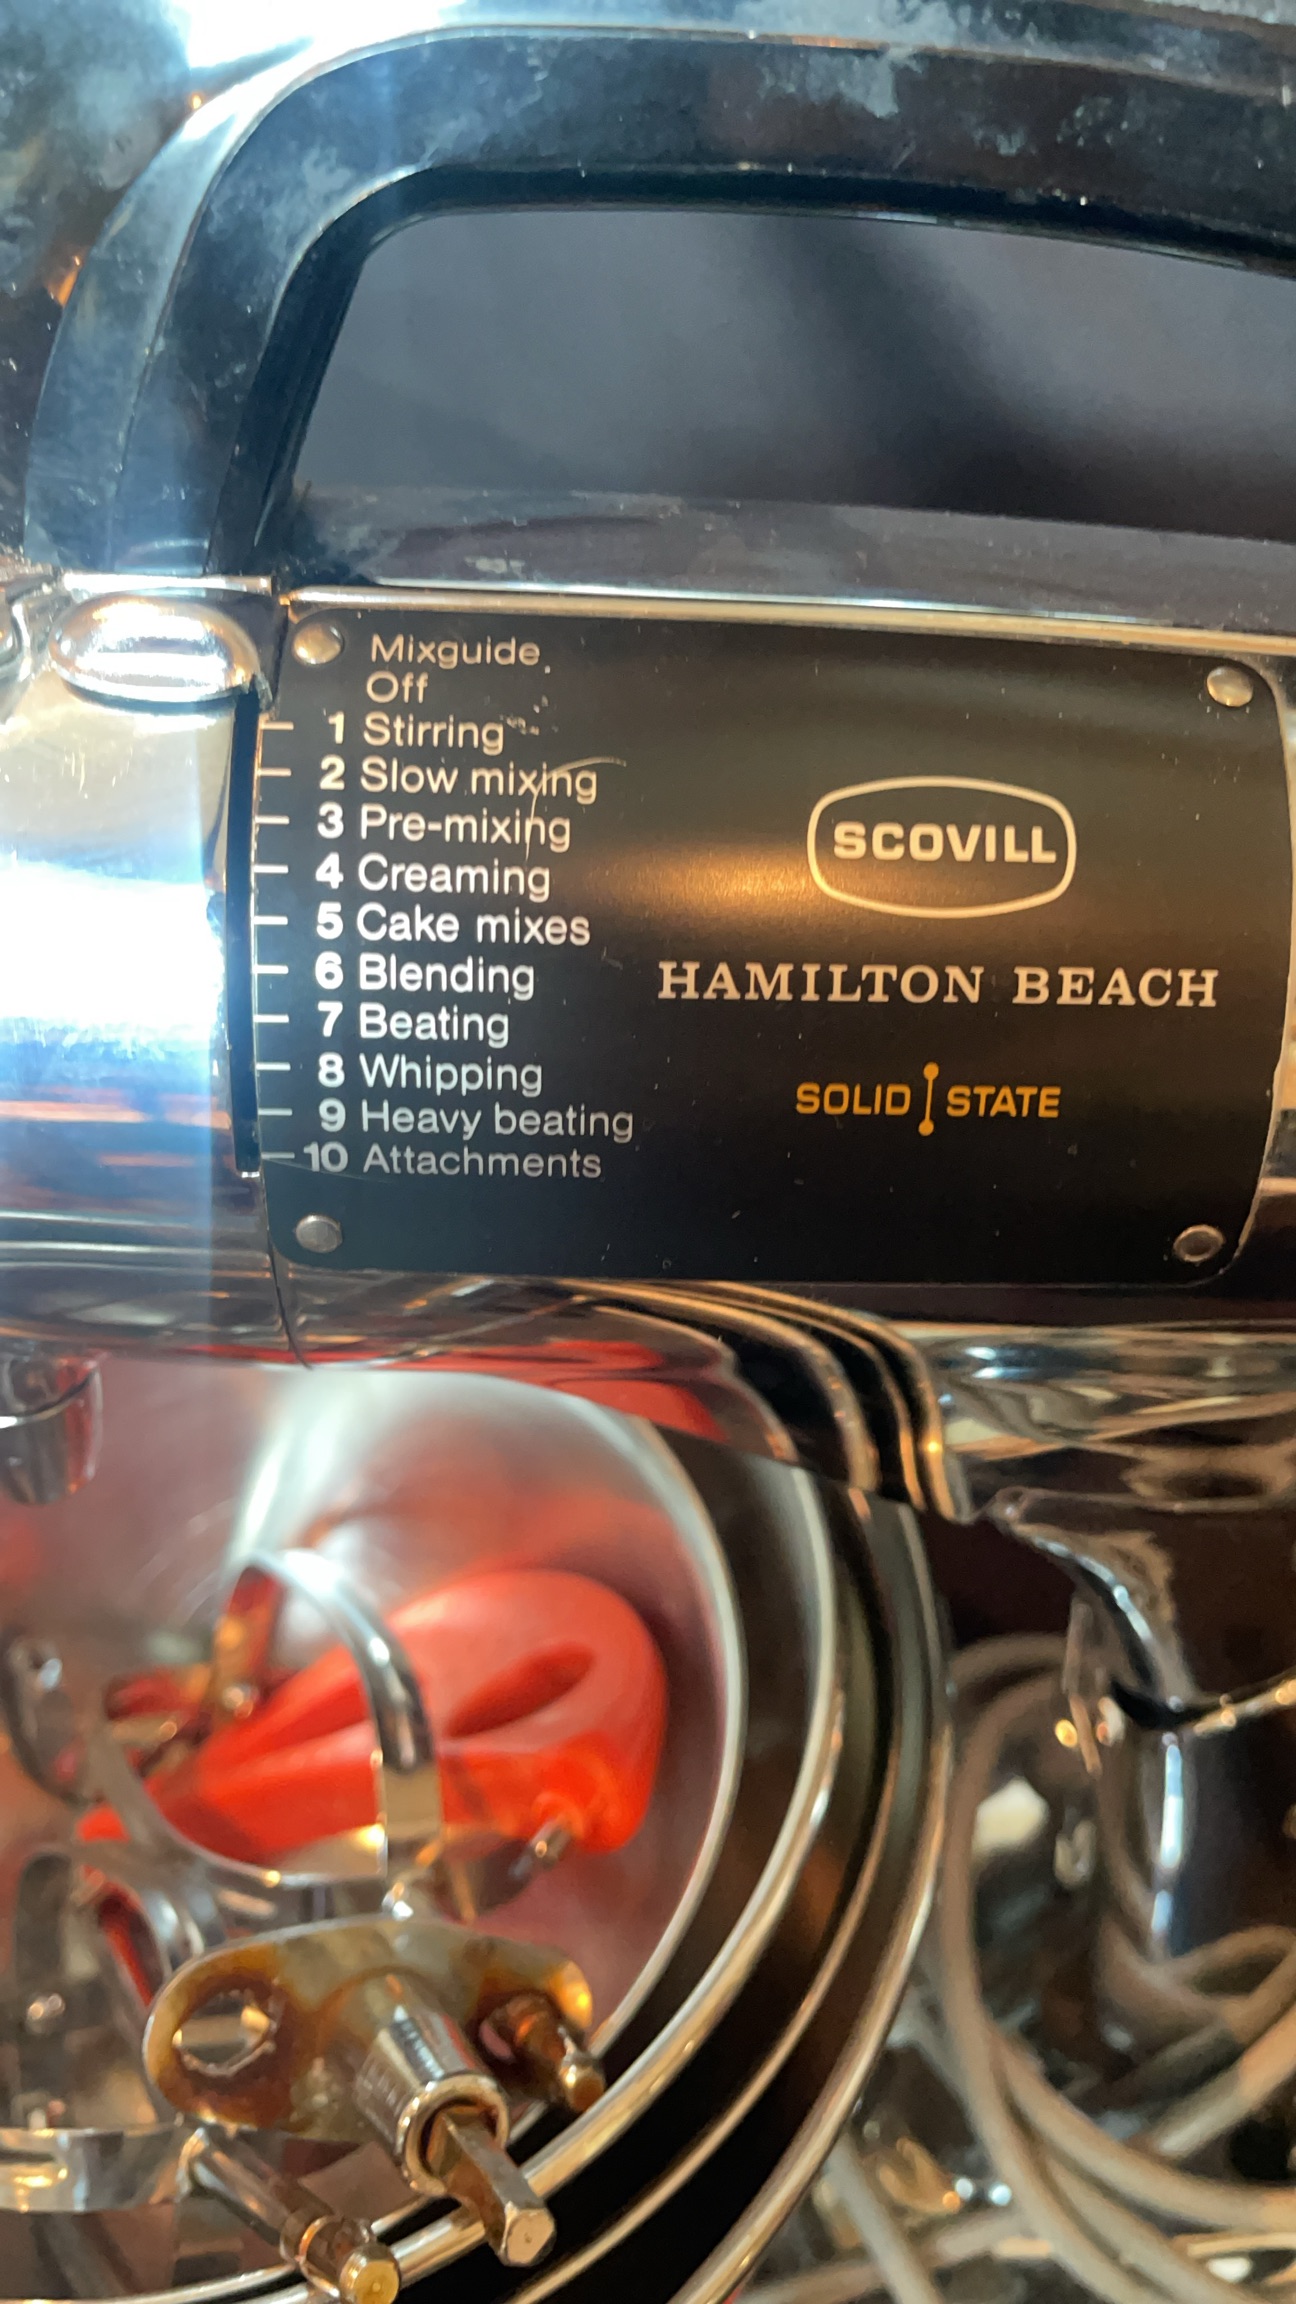 Mixguide
Off
1 Stirring
2 Slow mixing
3 Pre-mixing
4 Creaming
5 Cake mixes
6 Blending
7 Beating
8 Whipping
9 Heavy beating
10 Attachments
SCOVILL
HAMILTON BEACH
SOLID STATE